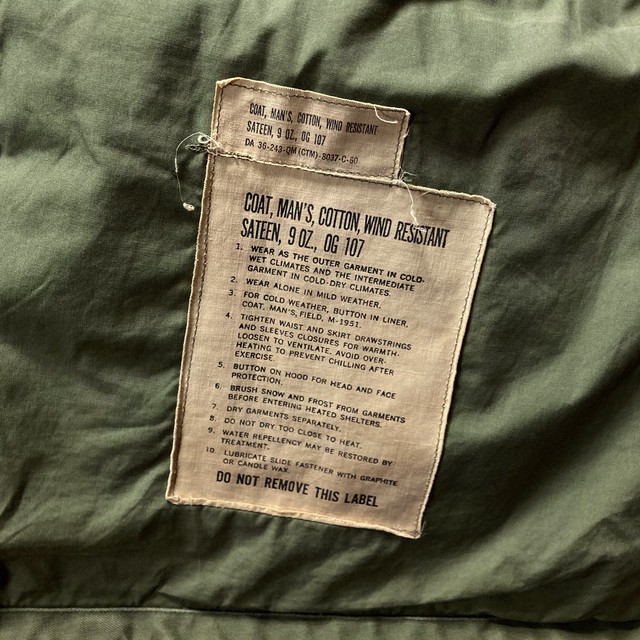 COAT, MAN'S, COTTON, WIND RESISTANT
SATEEN, 9 OZ., OG 107
DA 36-243-QM(CTM)-8037-C-60
COAT, MAN'S, COTTON, WIND RESISTANT
SATEEN, 9 OZ., OG 107
1. WEAR AS THE OUTER GARMENT IN COLD-
WET CLIMATES AND THE INTERMEDIATE
GARMENT IN COLD-DRY CLIMATES.
2. WEAR ALONE IN MILD WEATHER.
3. FOR COLD WEATHER, BUTTON IN LINER,
COAT, MAN'S, FIELD, M-1951.
4. TIGHTEN WAIST AND SKIRT DRAWSTRINGS
AND SLEEVES CLOSURES FOR WARMTH-
LOOSEN TO VENTILATE. AVOID OVER-
HEATING TO PREVENT CHILLING AFTER
EXERCISE.
5. BUTTON ON HOOD FOR HEAD AND FACE
PROTECTION.
6. BRUSH SNOW AND FROST FROM GARMENTS
BEFORE ENTERING HEATED SHELTERS.
7. DRY GARMENTS SEPARATELY.
8. DO NOT DRY TOO CLOSE TO HEAT.
9. WATER REPELLENCY MAY BE RESTORED BY
TREATMENT.
10. LUBRICATE SLIDE FASTENER WITH GRAPHITE
OR CANDLE WAX.
DO NOT REMOVE THIS LABEL